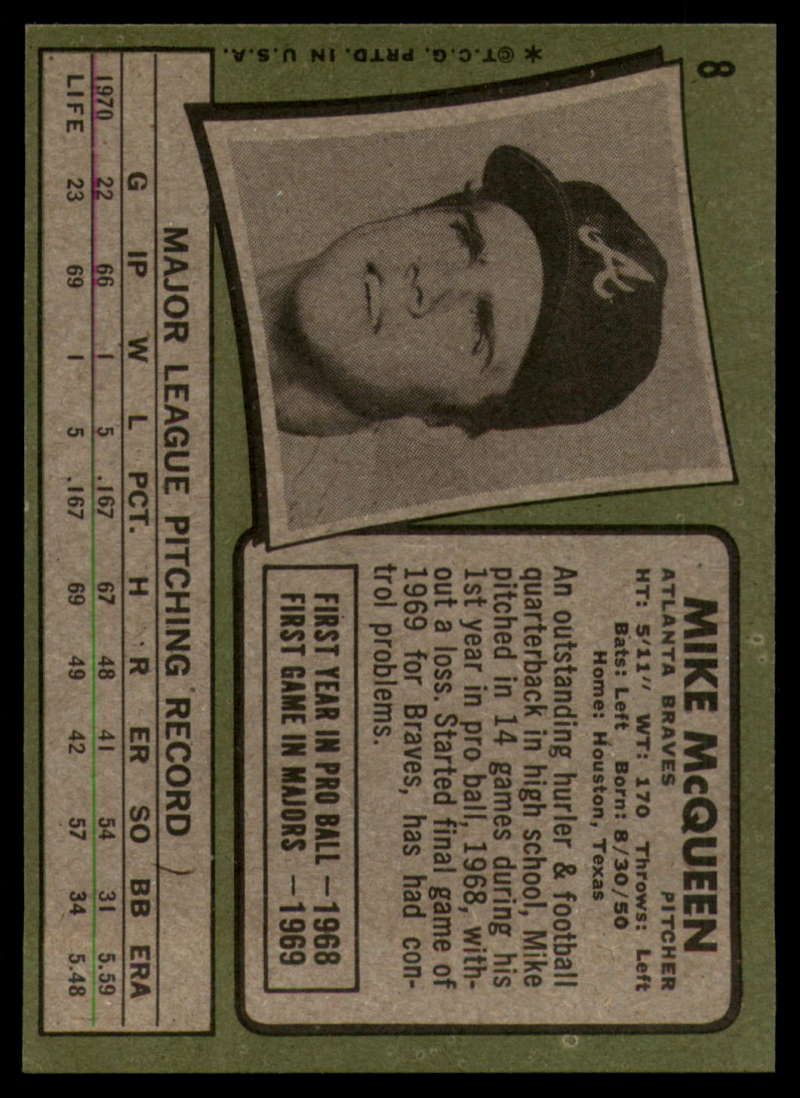 8
* ©T.C.G. PRTD. IN U.S.A.
A
MIKE McQUEEN
ATLANTA BRAVES PITCHER
HT: 5'11" WT: 170 Throws: Left
Bats: Left Born: 8/30/50
Home: Houston, Texas
An outstanding hurler & football
quarterback in high school, Mike
pitched in 14 games during his
1st year in pro ball, 1968, with-
out a loss. Started final game of
1969 for Braves, has had con-
trol problems.
FIRST YEAR IN PRO BALL —1968
FIRST GAME IN MAJORS —1969
MAJOR LEAGUE PITCHING RECORD
G IP W L PCT. H R ER SO BB ERA
1970 22 66 1 5 .167 67 48 41 54 31 5.59
LIFE 23 69 1 5 .167 69 49 42 57 34 5.48